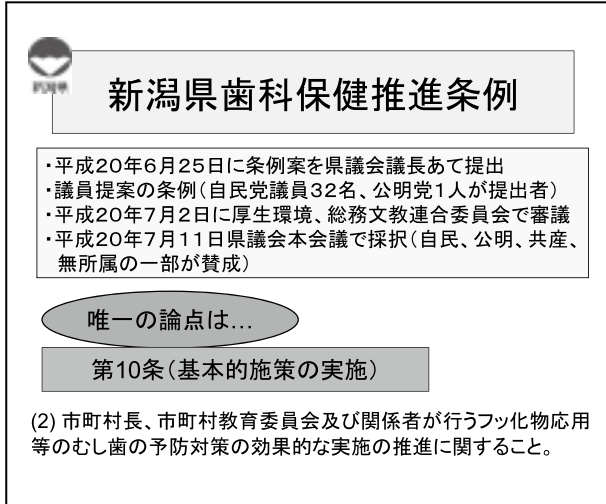 新潟県
新潟県歯科保健推進条例
・平成20年6月25日に条例案を県議会議長あて提出
・議員提案の条例(自民党議員32名、公明党1人が提出者)
・平成20年7月2日に厚生環境、総務文教連合委員会で審議
・平成20年7月11日県議会本会議で採択(自民、公明、共産、
無所属の一部が賛成)
唯一の論点は…
第10条(基本的施策の実施)
(2) 市町村長、市町村教育委員会及び関係者が行うフッ化物応用
等のむし歯の予防対策の効果的な実施の推進に関すること。